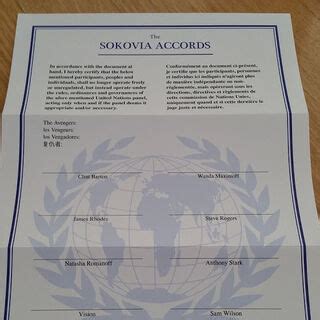 The
SOKOVIA ACCORDS
In accordance with the document at
hand, I hereby certify that the below
mentioned participants, peoples and
individuals, shall no longer operate freely
or unregulated, but instead operate under
the rules, ordinances and governances of
the afore mentioned United Nations panel,
acting only when and if the panel deems it
appropriate and/or necessary.
Conformément au document ci-présent,
je certifie que les participants, personnes
et individus ici indiqués n'agiront plus
de manière indépendante ou non-
réglementaire, mais opèreront sous les
directives, directives et règlements de
cette commission de Nations Unies,
uniquement quand et si cette dernière le
juge juste et nécessaire.
The Avengers:
les Vengeurs:
los Vengadores:
复仇者:
Clint Barton
Wanda Maximoff
James Rhodes
Steve Rogers
Natasha Romanoff
Anthony Stark
Vision
Sam Wilson